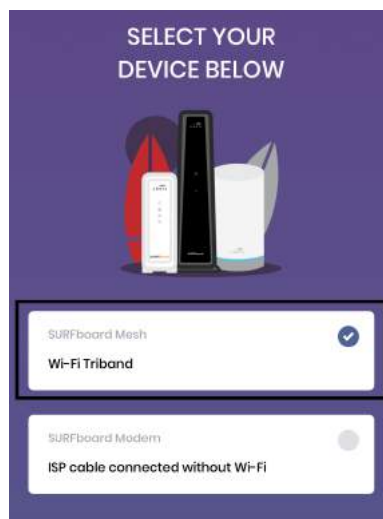 SELECT YOUR
DEVICE BELOW
SURFboard Mesh
Wi-Fi Triband
SURFboard Modem
ISP cable connected without Wi-Fi